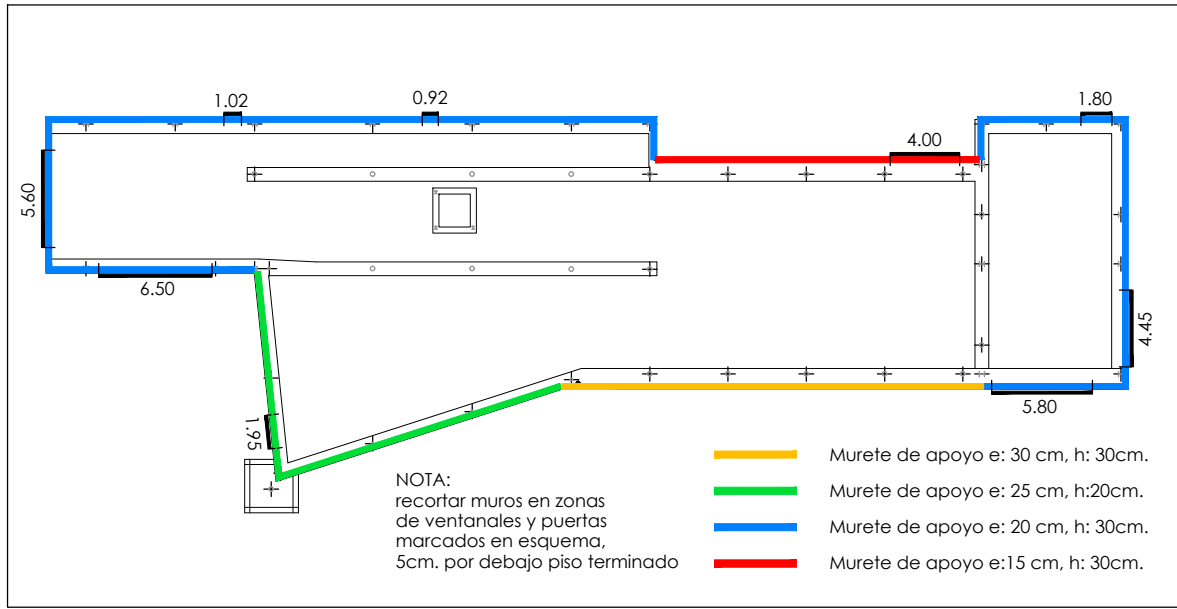 1.02
0.92
1.80
4.00
5.60
6.50
4.45
5.80
1.95
NOTA:
recortar muros en zonas
de ventanales y puertas
marcados en esquema,
5cm. por debajo piso terminado
Murete de apoyo e: 30 cm, h: 30cm.
Murete de apoyo e: 25 cm, h:20cm.
Murete de apoyo e: 20 cm, h: 30cm.
Murete de apoyo e:15 cm, h: 30cm.